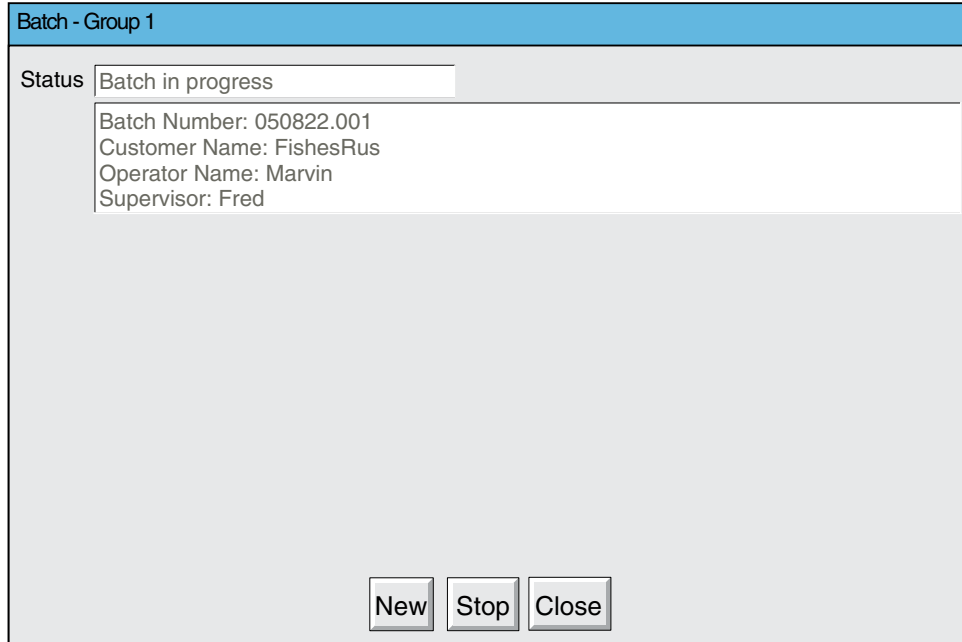 Batch - Group 1
Status Batch in progress
Batch Number: 050822.001
Customer Name: FishesRus
Operator Name: Marvin
Supervisor: Fred
New Stop Close